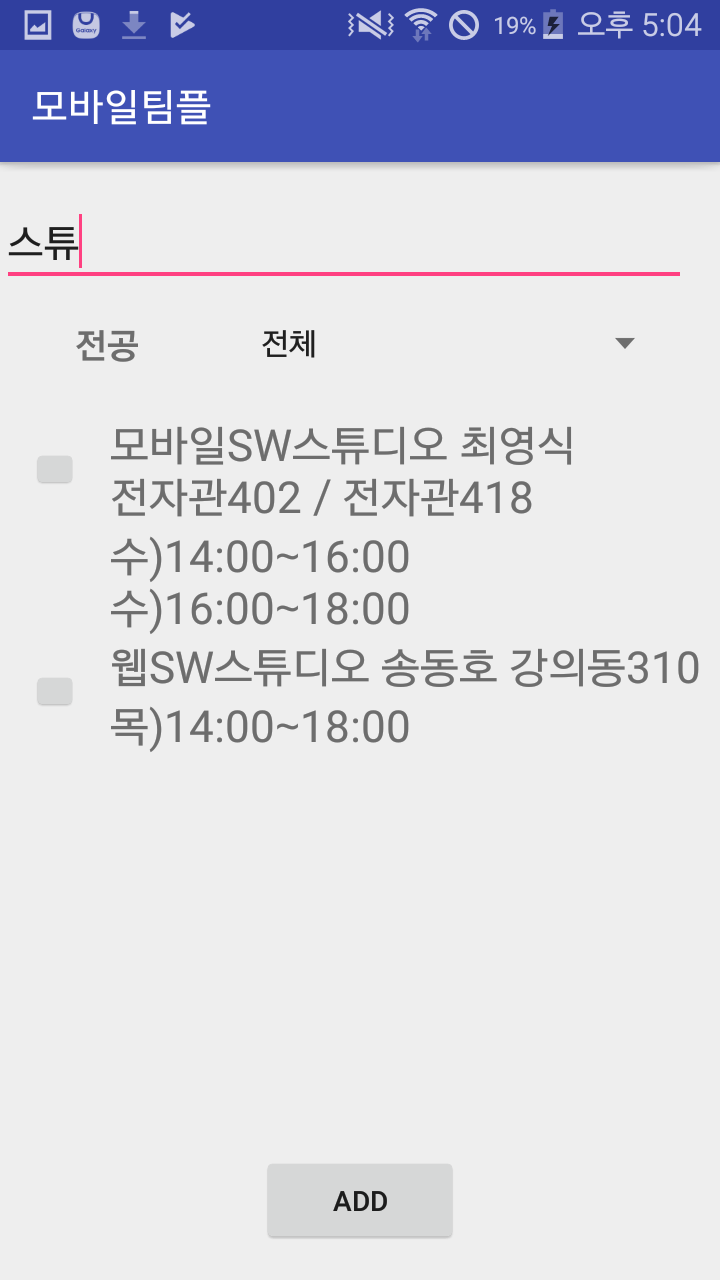 19% 오후 5:04
모바일팀플
스튜
전공 전체
모바일SW스튜디오 최영식
전자관402 / 전자관418
수)14:00~16:00
수)16:00~18:00
웹SW스튜디오 송동호 강의동310
목)14:00~18:00
ADD